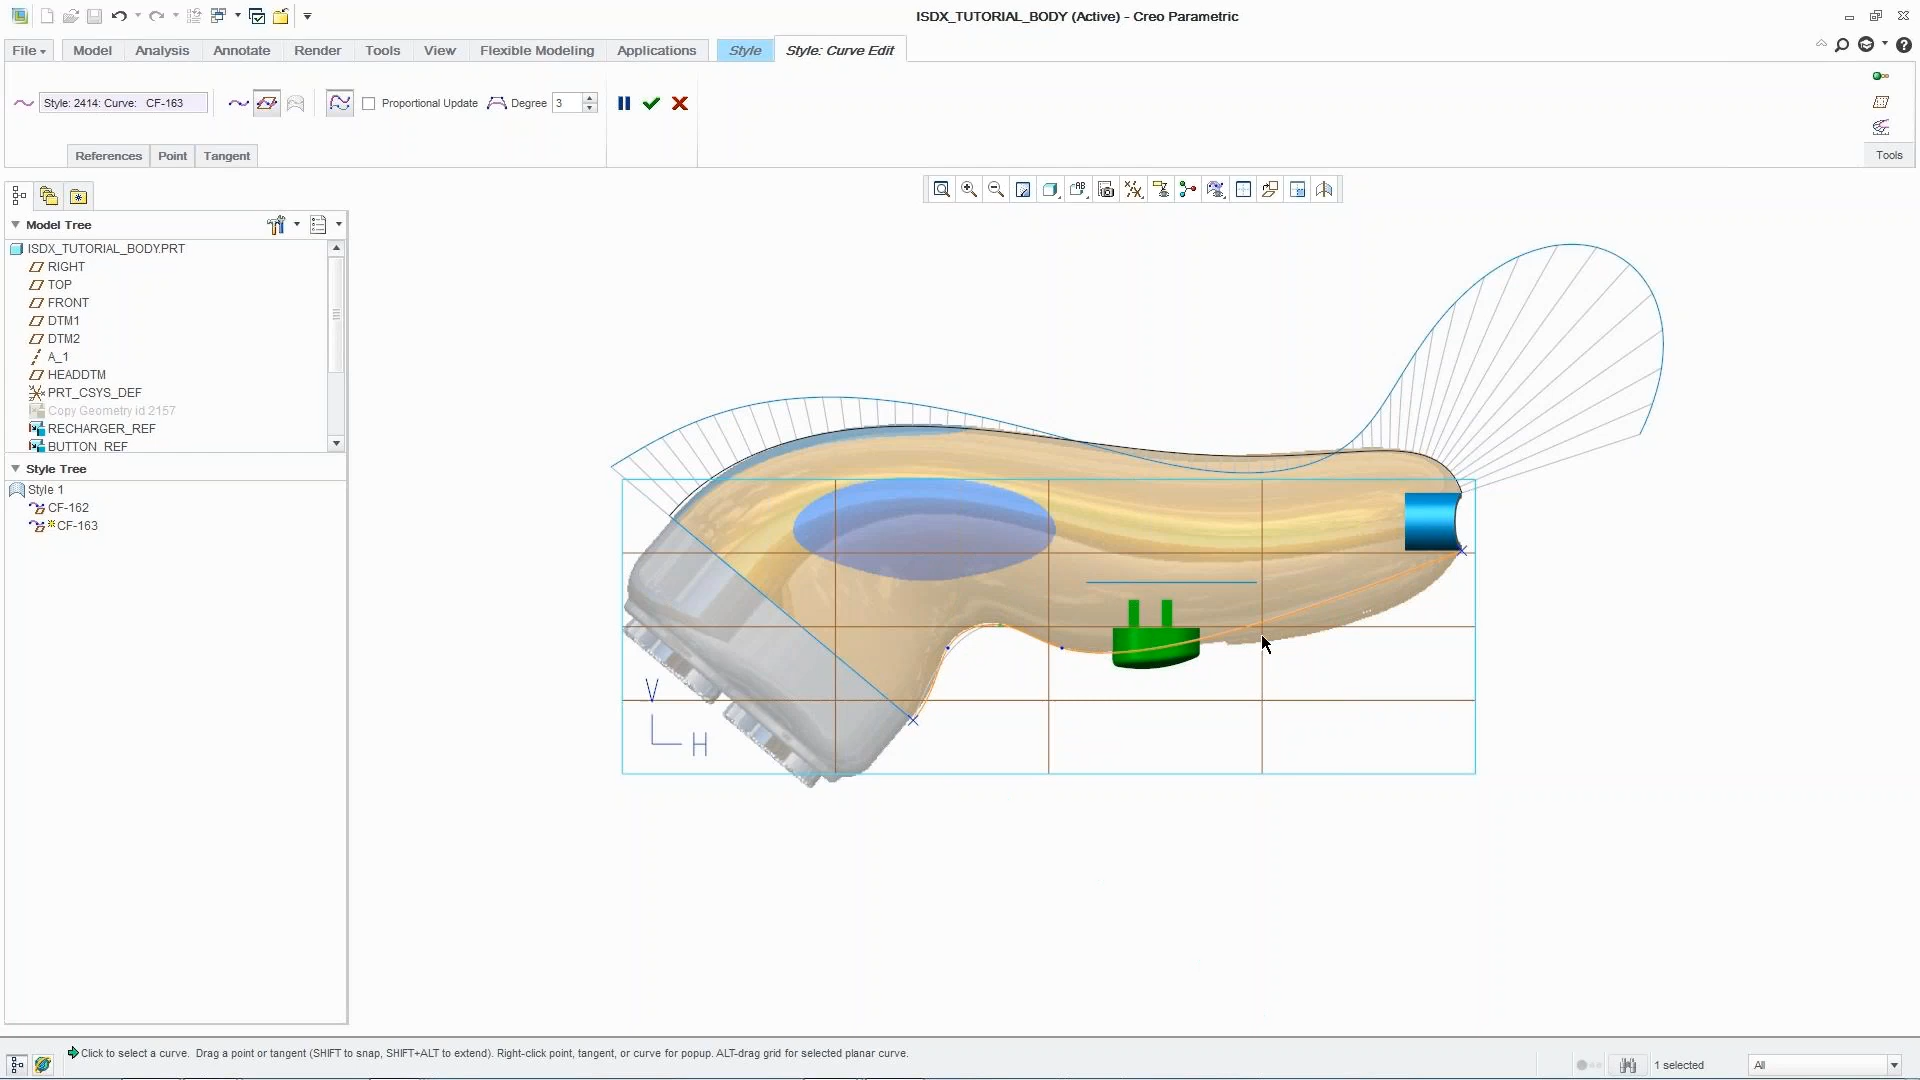 ISDX_TUTORIAL_BODY (Active) - Creo Parametric
File Model Analysis Annotate Render Tools View Flexible Modeling Applications Style Style: Curve Edit
Style: 2414: Curve: CF-163 Proportional Update Degree 3
References Point Tangent Tools
AB
Model Tree
ISDX_TUTORIAL_BODY.PRT
RIGHT
TOP
FRONT
DTM1
DTM2
A_1
HEADDTM
PRT_CSYS_DEF
Copy Geometry id 2157
RECHARGER_REF
BUTTON_REF
Style Tree
Style 1
CF-162
CF-163
V
H
Click to select a curve. Drag a point or tangent (SHIFT to snap, SHIFT+ALT to extend). Right-click point, tangent, or curve for popup. ALT-drag grid for selected planar curve.
1 selected All